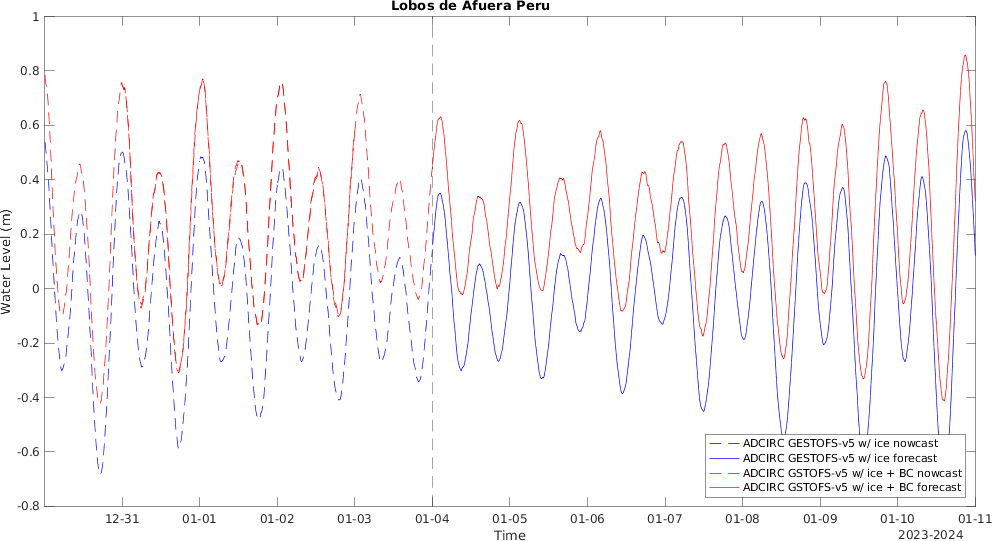 Lobos de Afuera Peru
1
0.8
0.6
0.4
0.2
0
-0.2
-0.4
-0.6
-0.8
Water Level (m)
ADCIRC GESTOFS-v5 w/ ice nowcast
ADCIRC GESTOFS-v5 w/ ice forecast
ADCIRC GSTOFS-v5 w/ ice + BC nowcast
ADCIRC GSTOFS-v5 w/ ice + BC forecast
12-31 01-01 01-02 01-03 01-04 01-05 01-06 01-07 01-08 01-09 01-10 01-11
Time
2023-2024